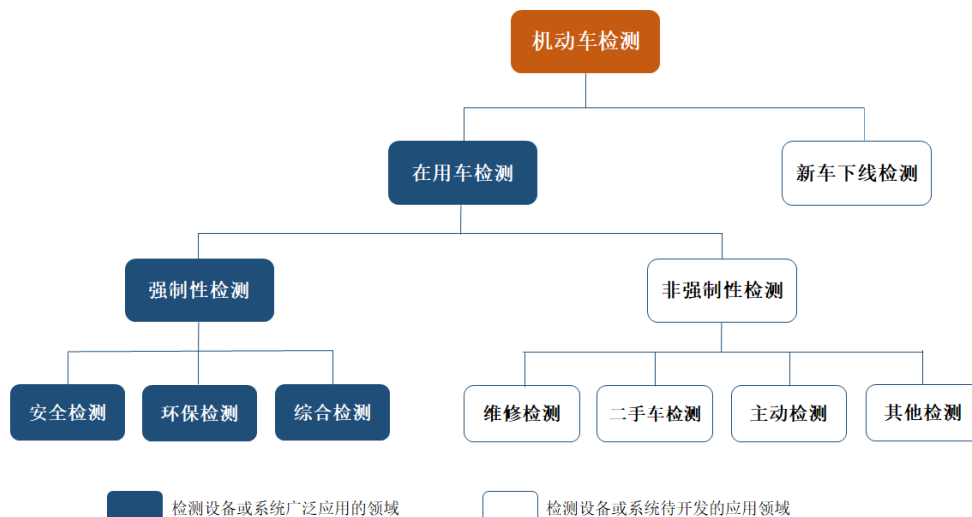 机动车检测
在用车检测
新车下线检测
强制性检测
非强制性检测
安全检测
环保检测
综合检测
维修检测
二手车检测
主动检测
其他检测
检测设备或系统广泛应用的领域
检测设备或系统待开发的应用领域